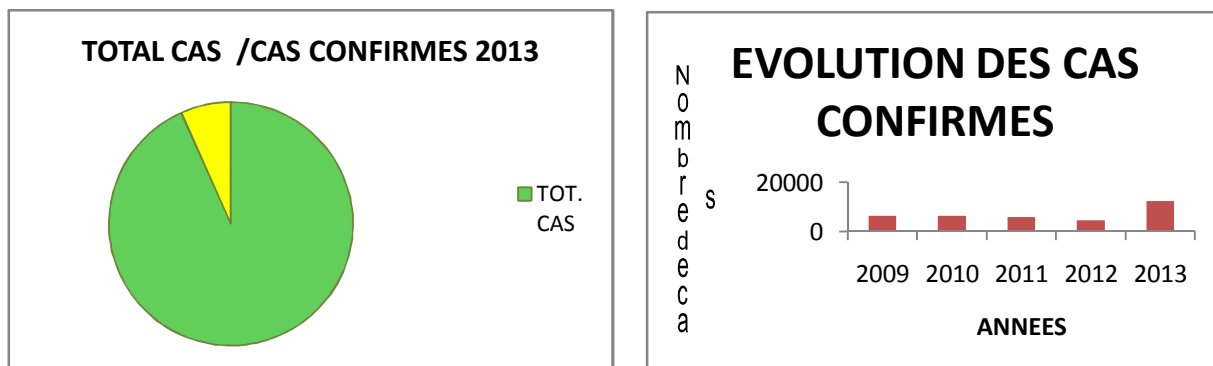 TOTAL CAS /CAS CONFIRMES 2013
TOT.
CAS
EVOLUTION DES CAS
CONFIRMES
Nombredeca
s
20000
0
2009 2010 2011 2012 2013
ANNEES